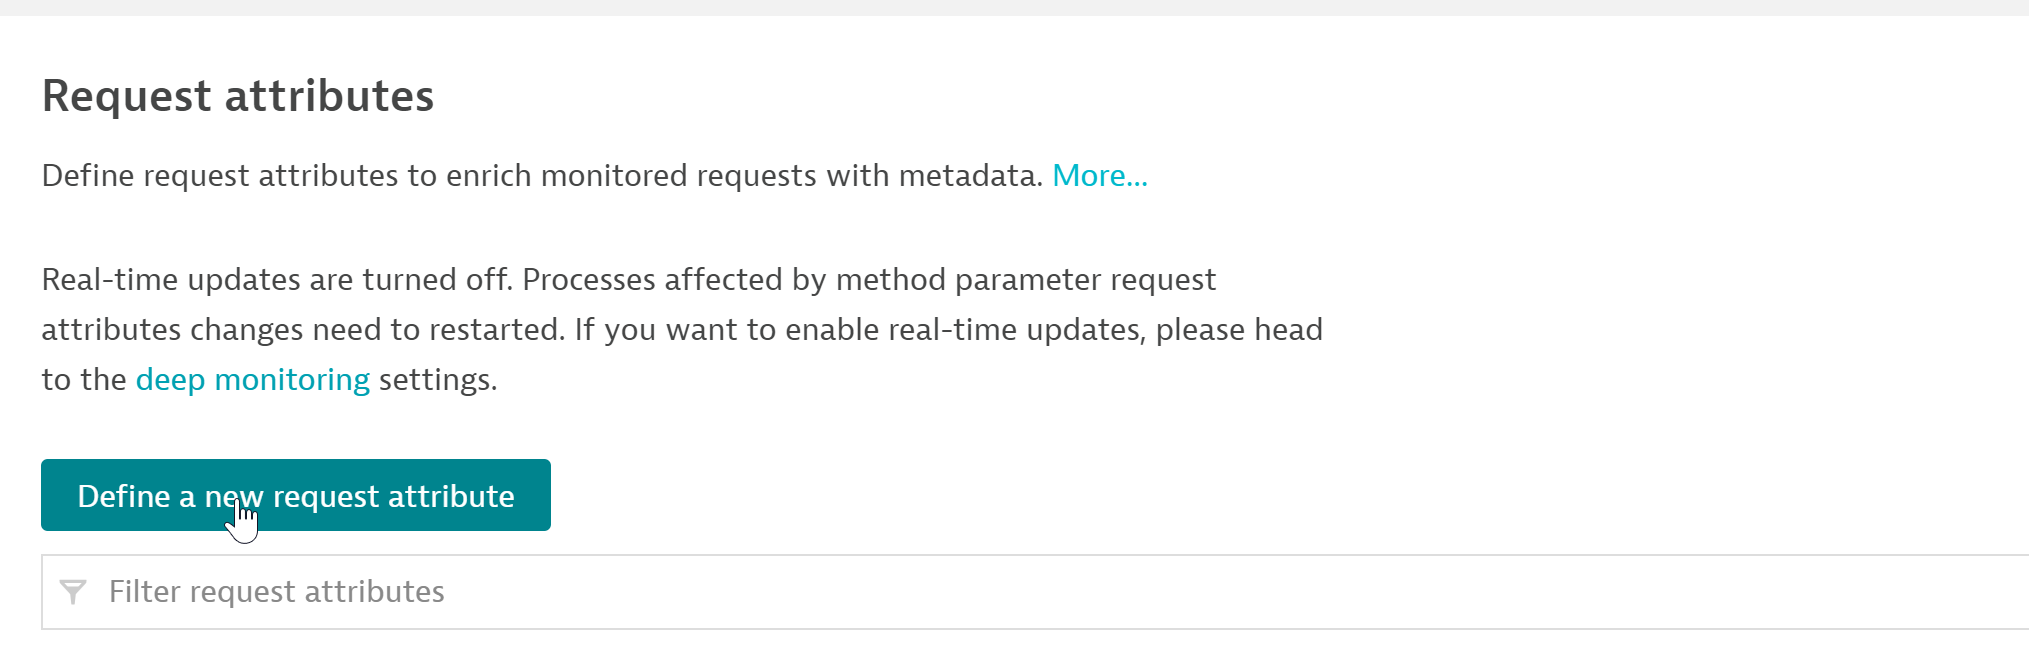 Request attributes
Define request attributes to enrich monitored requests with metadata. More...
Real-time updates are turned off. Processes affected by method parameter request
attributes changes need to restarted. If you want to enable real-time updates, please head
to the deep monitoring settings.
Define a new request attribute
Filter request attributes